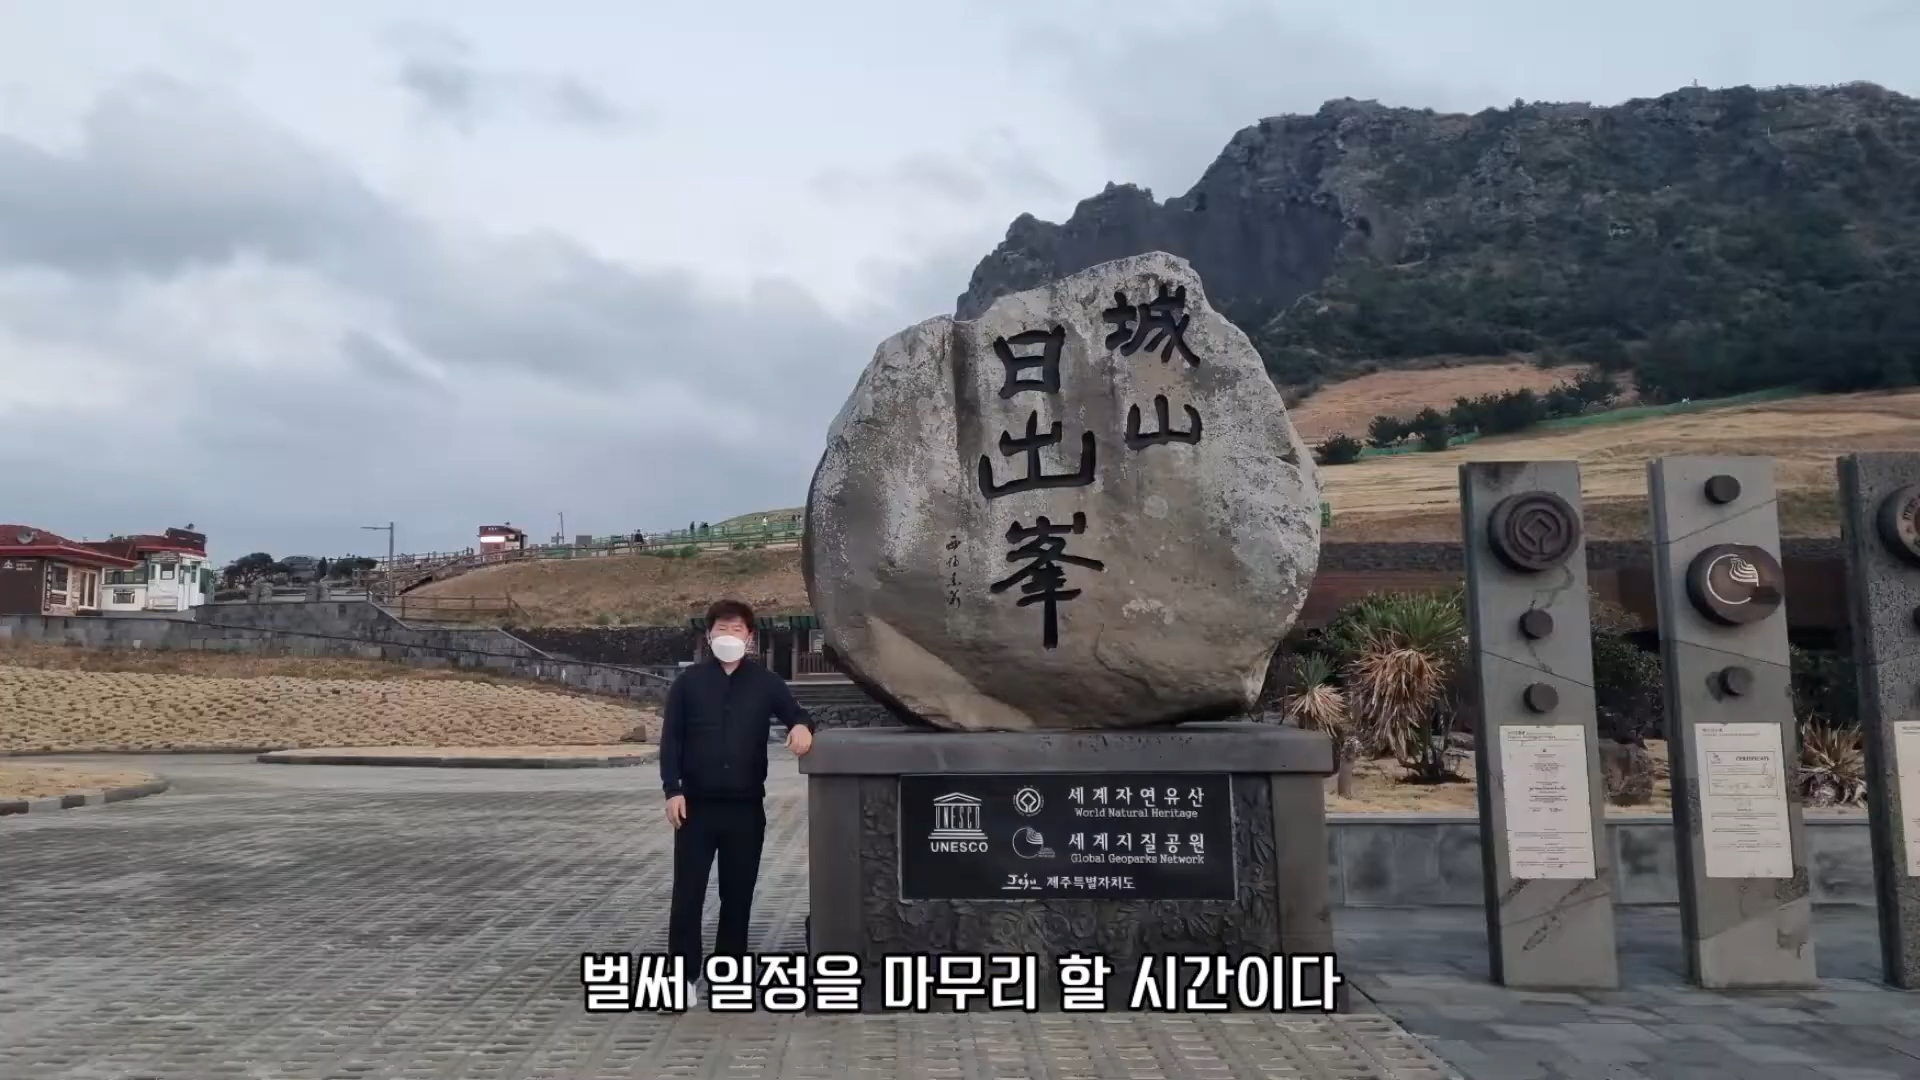 城山
日出峯
세계자연유산
World Natural Heritage
UNESCO
세계지질공원
Global Geoparks Network
Jeju 제주특별자치도
CERTIFICATE
벌써 일정을 마무리 할 시간이다